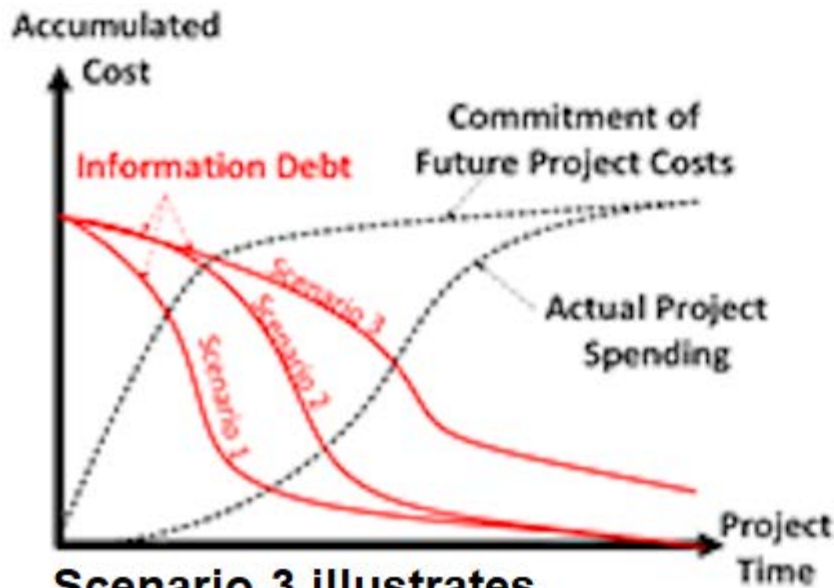 Accumulated
Cost
Commitment of
Future Project Costs
Information Debt
Scenario 3
Scenario 2
Scenario 1
Actual Project
Spending
Project
Time
Scenario 3 illustrates